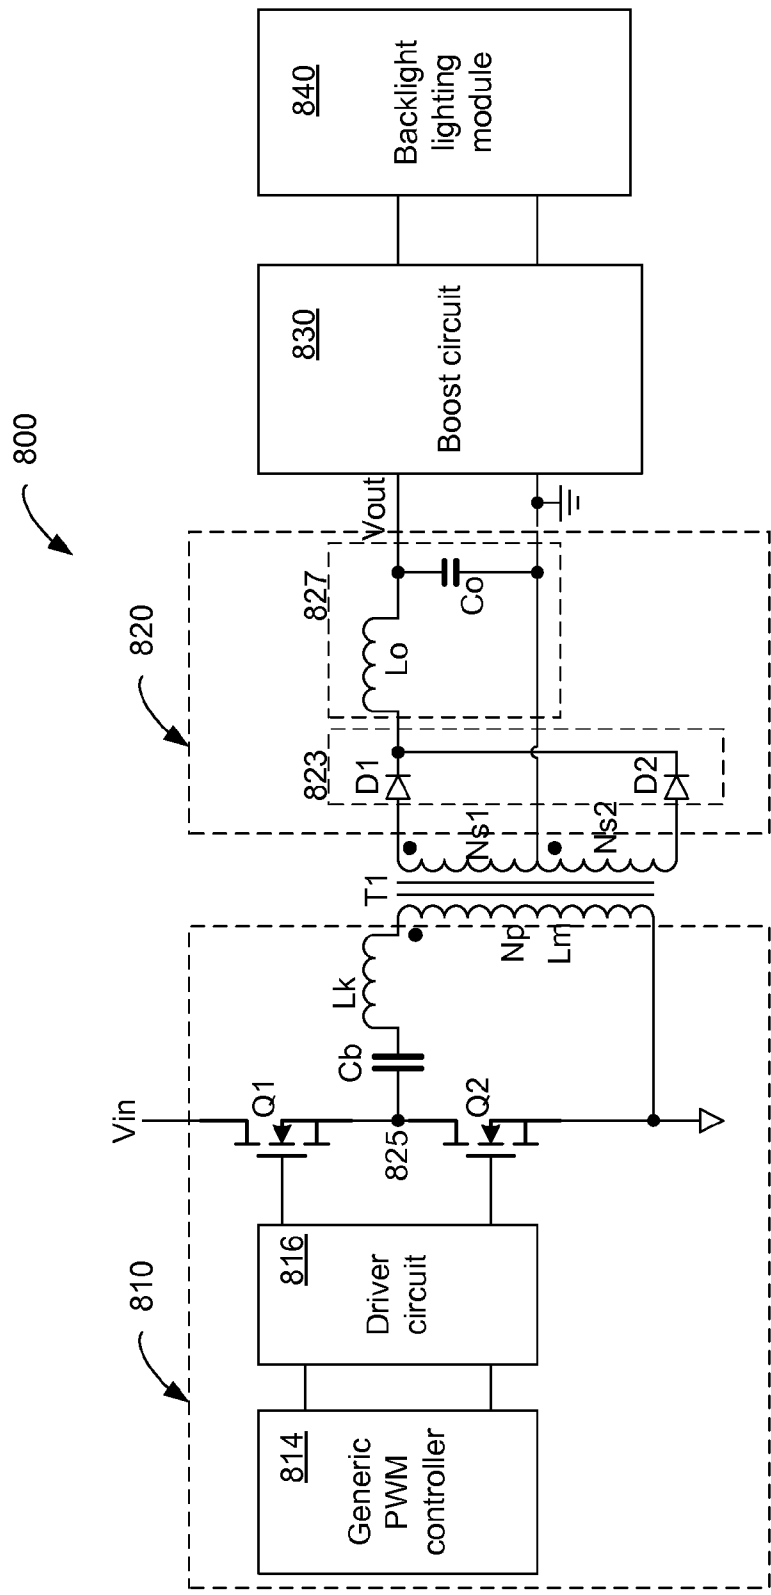 800
810
820
814
Generic
PWM
controller
816
Driver
circuit
Vin
Q1
825
Q2
Cb
Lk
Np
Lm
T1
Ns1
Ns2
823
D1
D2
827
Lo
Co
Vout
830
Boost circuit
840
Backlight
lighting
module